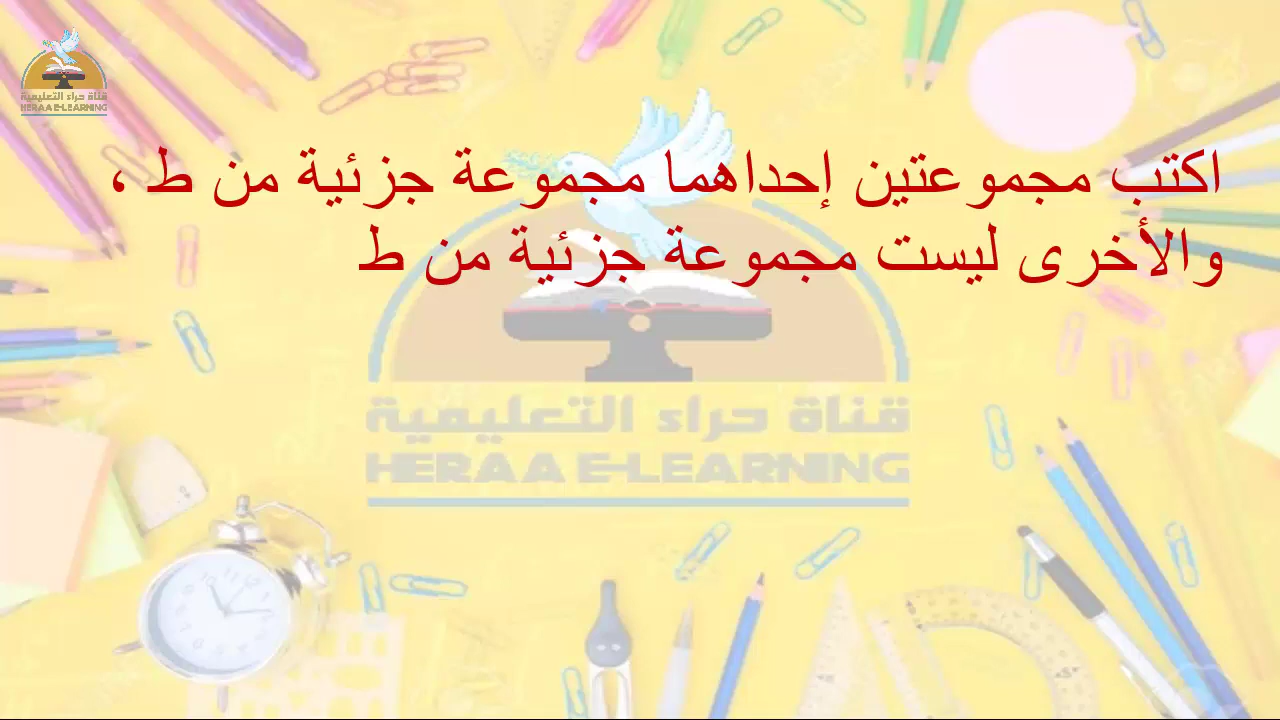 قناة حراء التعليمية
HERAA E-LEARNING
اكتب مجموعتين إحداهما مجموعة جزئية من ط ،
والأخرى ليست مجموعة جزئية من ط
قناة حراء التعليمية
HERAA E-LEARNING